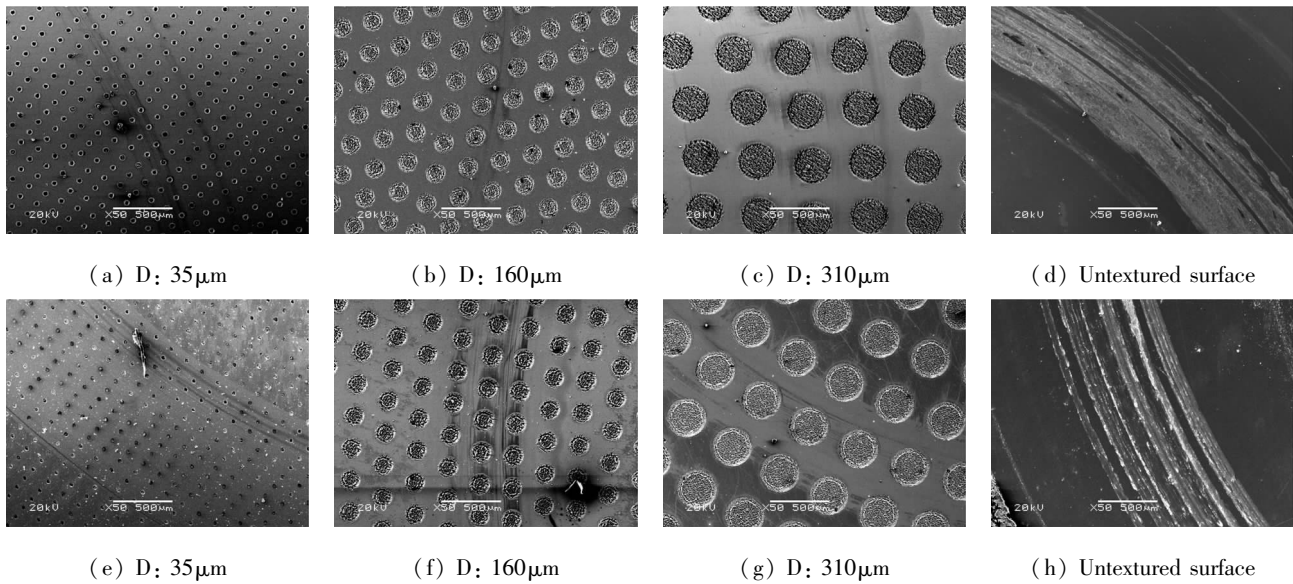 20kV X50 500μm
20kV X50 500μm
20kV X50 500μm
20kV X50 500μm
(a) D: 35μm
(b) D: 160μm
(c) D: 310μm
(d) Untextured surface
20kV X50 500μm
20kV X50 500μm
20kV X50 500μm
20kV X50 500μm
(e) D: 35μm
(f) D: 160μm
(g) D: 310μm
(h) Untextured surface